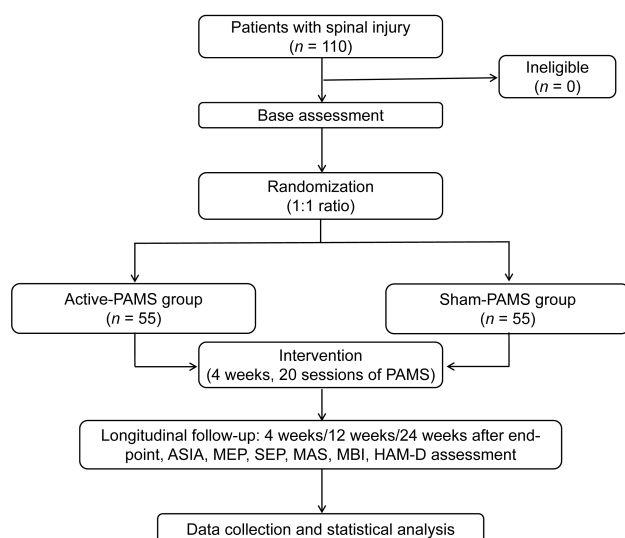 Patients with spinal injury
(n = 110)
Ineligible
(n = 0)
Base assessment
Randomization
(1:1 ratio)
Active-PAMS group
(n = 55)
Sham-PAMS group
(n = 55)
Intervention
(4 weeks, 20 sessions of PAMS)
Longitudinal follow-up: 4 weeks/12 weeks/24 weeks after end-
point, ASIA, MEP, SEP, MAS, MBI, HAM-D assessment
Data collection and statistical analysis